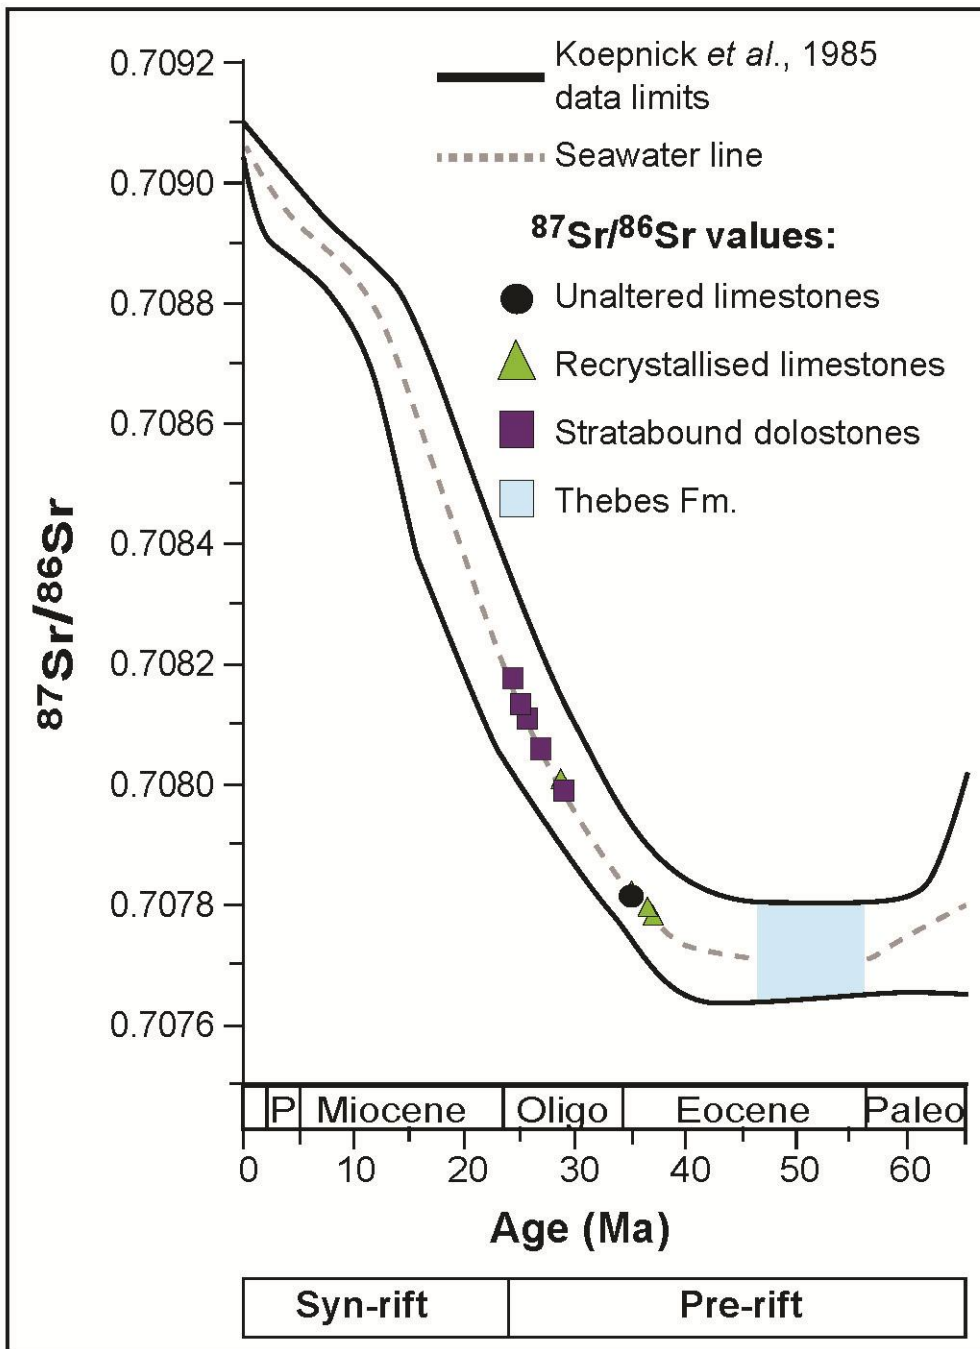 Koepnick et al., 1985
data limits
Seawater line
87Sr/86Sr values:
Unaltered limestones
Recrystallised limestones
Stratabound dolostones
Thebes Fm.
87Sr/86Sr
0.7092
0.7090
0.7088
0.7086
0.7084
0.7082
0.7080
0.7078
0.7076
P Miocene Oligo Eocene Paleo
0 10 20 30 40 50 60
Age (Ma)
Syn-rift Pre-rift